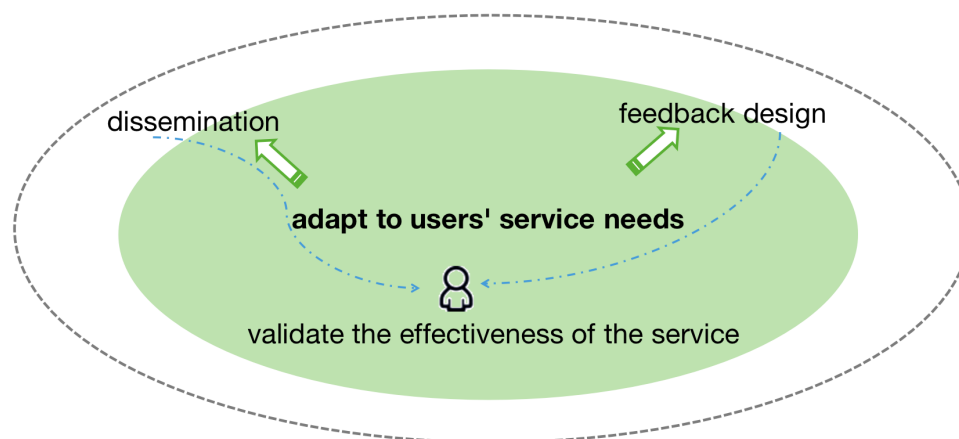 dissemination
feedback design
adapt to users' service needs
validate the effectiveness of the service